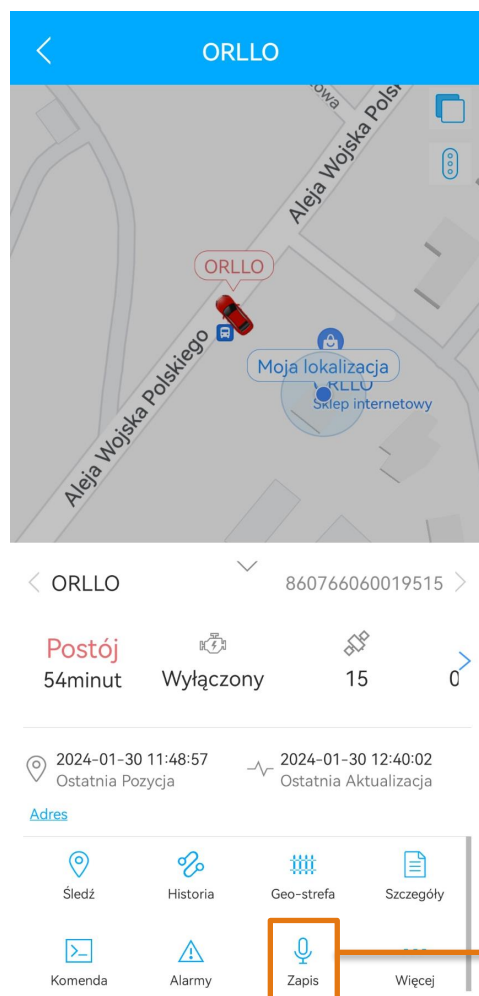 ORLLO
Aleja Wojska Polsk
ORLLO
Aleja Wojska Polskiego
Moja lokalizacja
ORLLO
Sklep internetowy
ORLLO
860766060019515
Postój
54minut
Wyłączony
15
0
2024-01-30 11:48:57
Ostatnia Pozycja
2024-01-30 12:40:02
Ostatnia Aktualizacja
Adres
Śledź
Historia
Geo-strefa
Szczegóły
Komenda
Alarmy
Zapis
Więcej